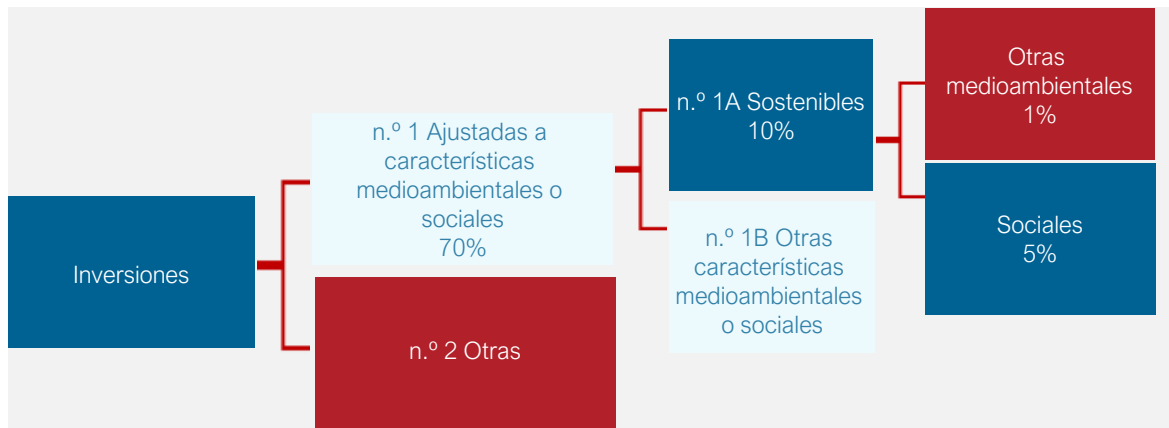 Inversiones
n.º 1 Ajustadas a
características
medioambientales o
sociales
70%
n.º 2 Otras
n.º 1A Sostenibles
10%
n.º 1B Otras
características
medioambientales
o sociales
Otras
medioambientales
1%
Sociales
5%